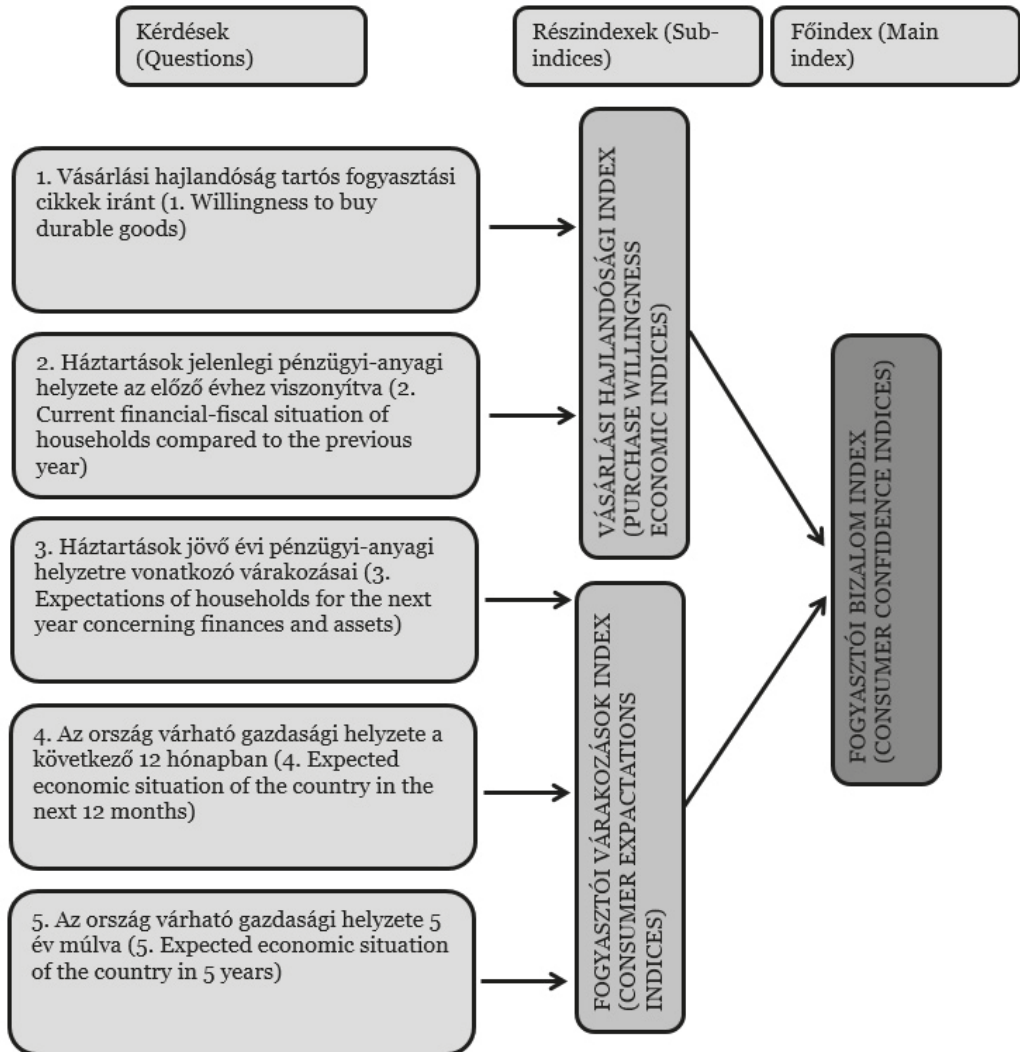 Kérdések
(Questions)
Részindexek (Sub-
indices)
Főindex (Main
index)
1. Vásárlási hajlandóság tartós fogyasztási
cikkek iránt (1. Willingness to buy
durable goods)
2. Háztartások jelenlegi pénzügyi-anyagi
helyzete az előző évhez viszonyítva (2.
Current financial-fiscal situation of
households compared to the previous
year)
3. Háztartások jövő évi pénzügyi-anyagi
helyzetre vonatkozó várakozásai (3.
Expectations of households for the next
year concerning finances and assets)
4. Az ország várható gazdasági helyzete a
következő 12 hónapban (4. Expected
economic situation of the country in the
next 12 months)
5. Az ország várható gazdasági helyzete 5
év múlva (5. Expected economic situation
of the country in 5 years)
VÁSÁRLÁSI HAJLANDÓSÁGI INDEX
(PURCHASE WILLINGNESS
ECONOMIC INDICES)
FOGYASZTÓI VÁRAKOZÁSOK INDEX
(CONSUMER EXPACTATIONS
INDICES)
FOGYASZTÓI BIZALOM INDEX
(CONSUMER CONFIDENCE INDICES)